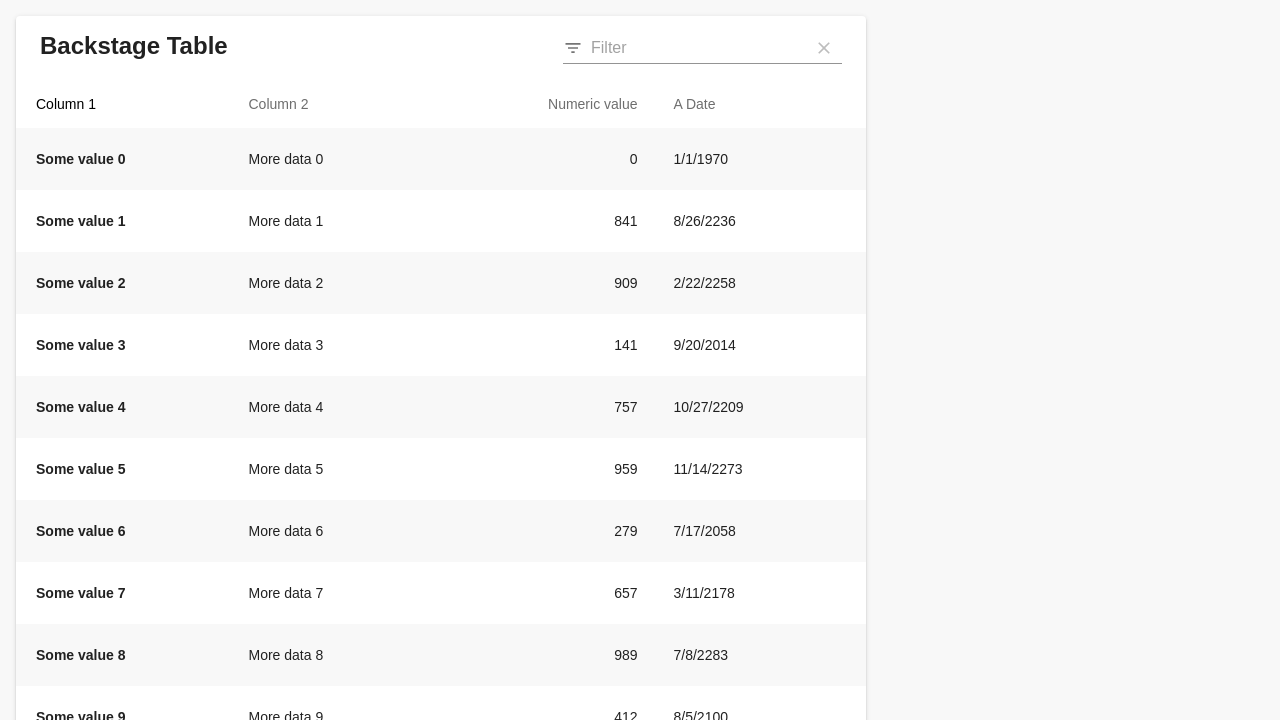 Backstage Table
Filter
Column 1 Column 2 Numeric value A Date
Some value 0 More data 0 0 1/1/1970
Some value 1 More data 1 841 8/26/2236
Some value 2 More data 2 909 2/22/2258
Some value 3 More data 3 141 9/20/2014
Some value 4 More data 4 757 10/27/2209
Some value 5 More data 5 959 11/14/2273
Some value 6 More data 6 279 7/17/2058
Some value 7 More data 7 657 3/11/2178
Some value 8 More data 8 989 7/8/2283
Some value 9 More data 9 412 8/5/2100